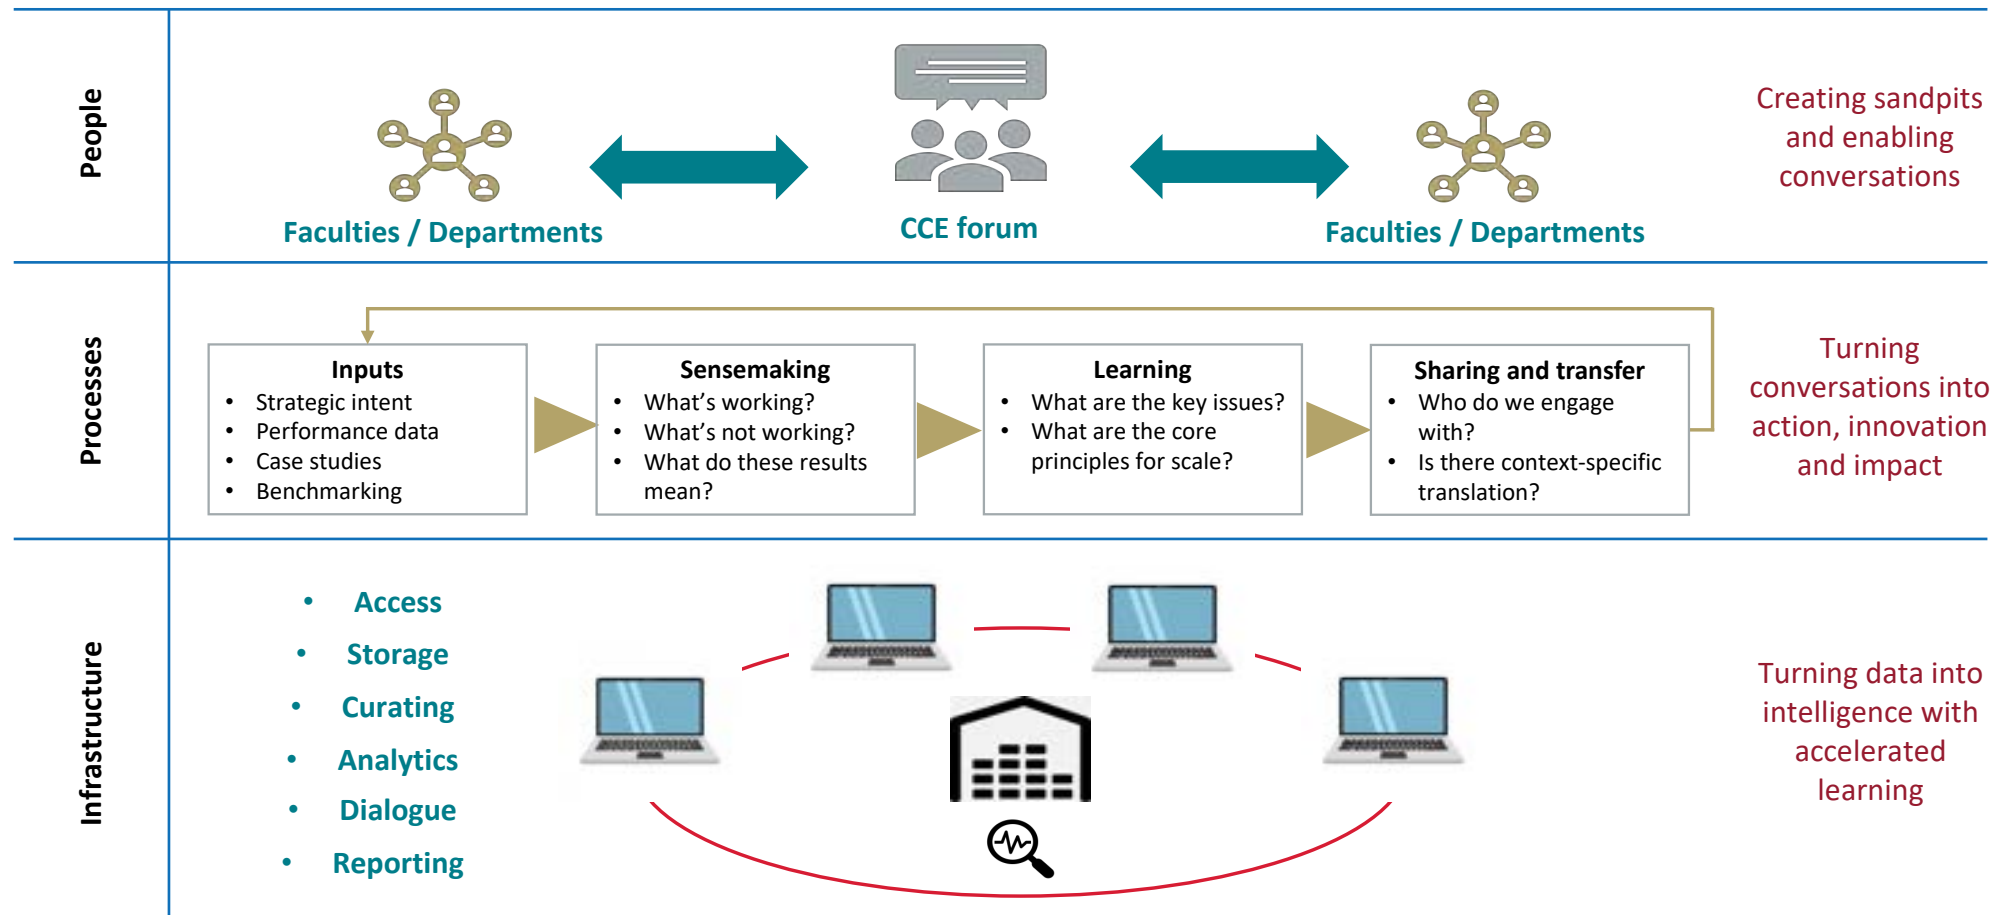 People
Faculties / Departments
CCE forum
Faculties / Departments
Creating sandpits
and enabling
conversations
Processes
Inputs
• Strategic intent
• Performance data
• Case studies
• Benchmarking
Sensemaking
• What's working?
• What's not working?
• What do these results
mean?
Learning
• What are the key issues?
• What are the core
principles for scale?
Sharing and transfer
• Who do we engage
with?
• Is there context-specific
translation?
Turning
conversations into
action, innovation
and impact
Infrastructure
• Access
• Storage
• Curating
• Analytics
• Dialogue
• Reporting
Turning data into
intelligence with
accelerated
learning